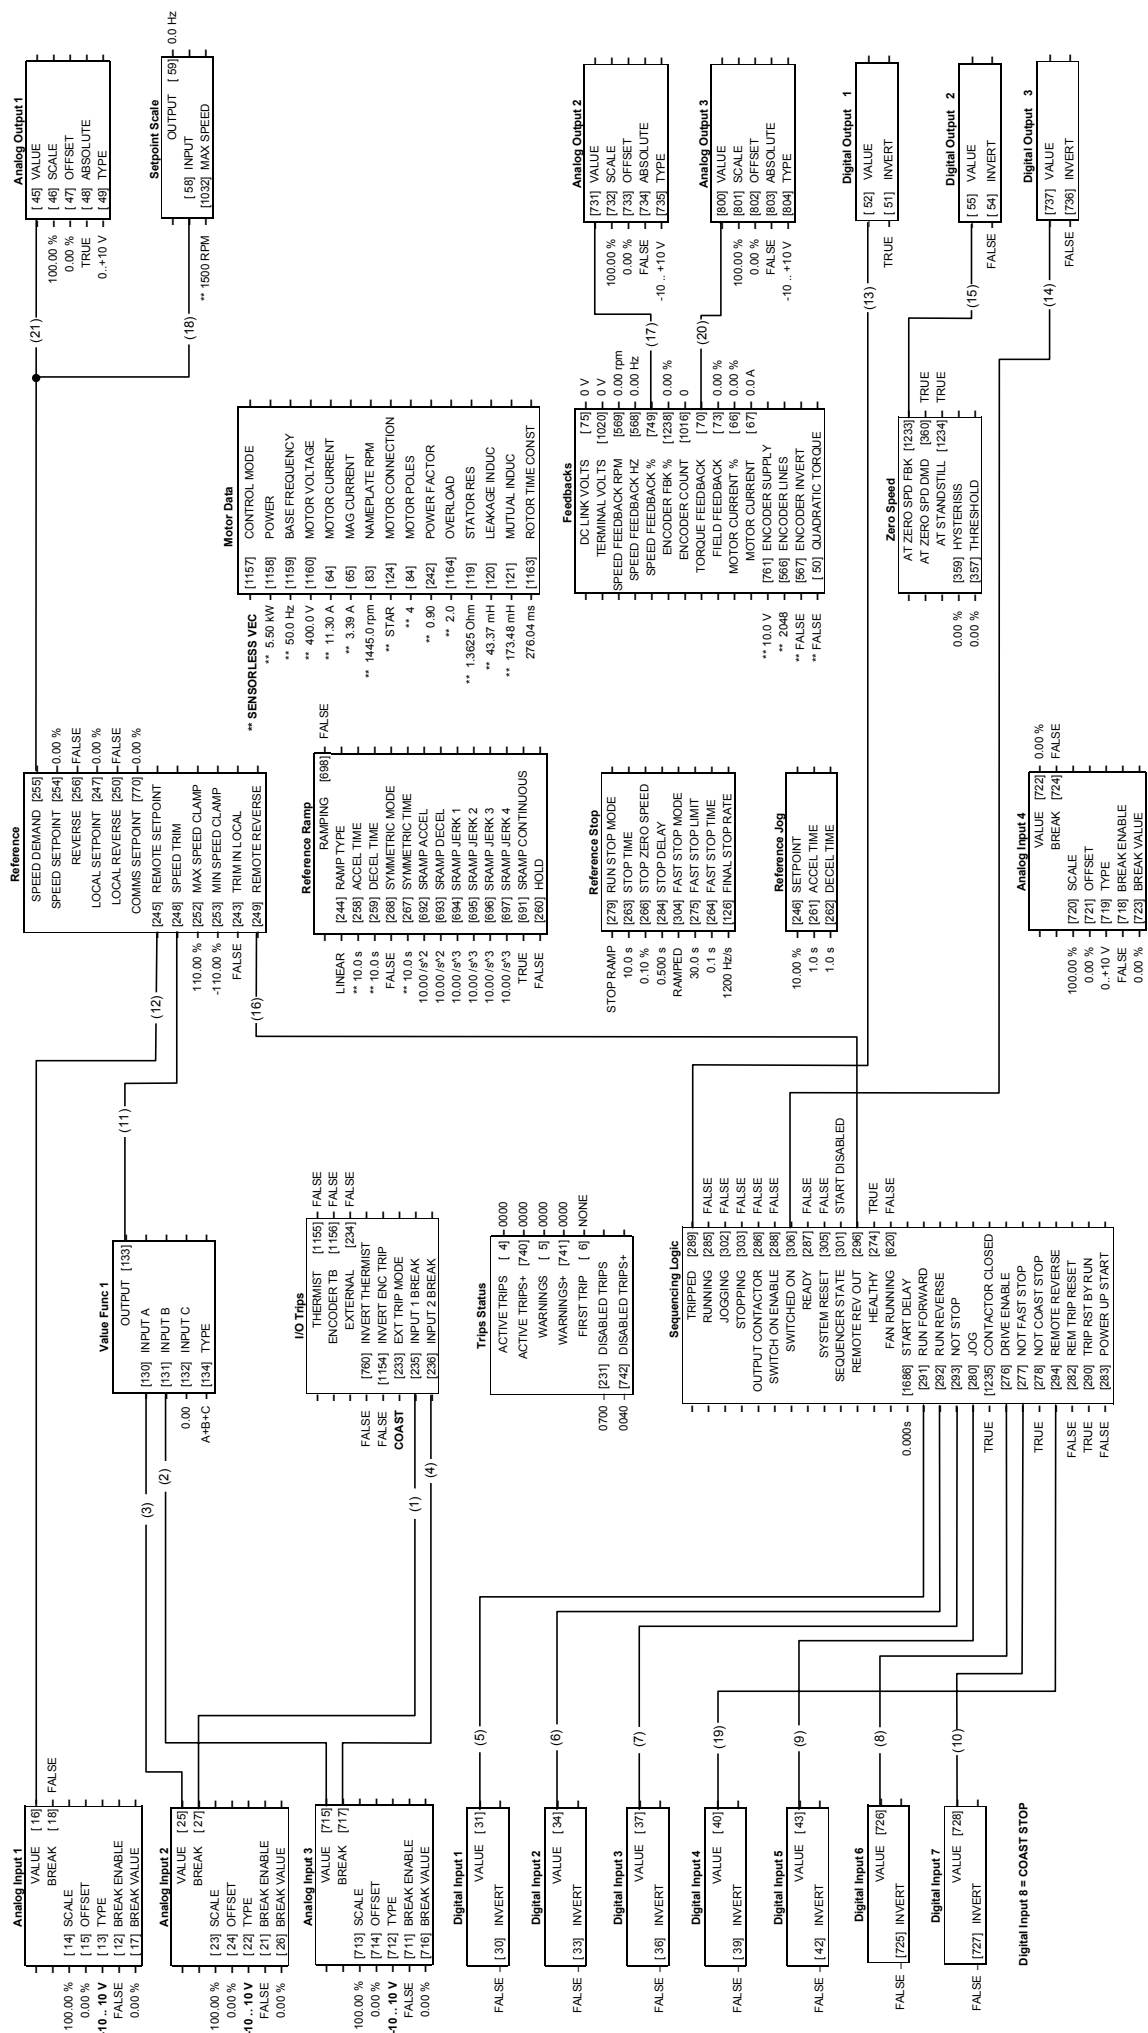 Analog Input 1
VALUE [ 16]
BREAK [ 18] FALSE
100.00 % [ 14] SCALE
0.00 % [ 15] OFFSET
-10 .. 10 V [ 13] TYPE
FALSE [ 12] BREAK ENABLE
0.00 % [ 17] BREAK VALUE
Analog Input 2
VALUE [ 25]
BREAK [ 27]
100.00 % [ 23] SCALE
0.00 % [ 24] OFFSET
-10 .. 10 V [ 22] TYPE
FALSE [ 21] BREAK ENABLE
0.00 % [ 26] BREAK VALUE
Analog Input 3
VALUE [715]
BREAK [717]
100.00 % [713] SCALE
0.00 % [714] OFFSET
-10 .. 10 V [712] TYPE
FALSE [711] BREAK ENABLE
0.00 % [716] BREAK VALUE
Digital Input 1
VALUE [ 31]
FALSE [ 30] INVERT
Digital Input 2
VALUE [ 34]
FALSE [ 33] INVERT
Digital Input 3
VALUE [ 37]
FALSE [ 36] INVERT
Digital Input 4
VALUE [ 40]
FALSE [ 39] INVERT
Digital Input 5
VALUE [ 43]
FALSE [ 42] INVERT
Digital Input 6
VALUE [726]
FALSE [725] INVERT
Digital Input 7
VALUE [728]
FALSE [727] INVERT
Digital Input 8 = COAST STOP
(3)
(2)
(1)
(4)
(5)
(6)
(7)
(19)
(9)
(8)
(10)
Value Func 1
OUTPUT [133]
[130] INPUT A
[131] INPUT B
0.00 [132] INPUT C
A+B+C [134] TYPE
I/O Trips
THERMIST [1155] FALSE
ENCODER TB [1156] FALSE
EXTERNAL [234] FALSE
FALSE [760] INVERT THERMIST
FALSE [1154] INVERT ENC TRIP
COAST [233] EXT TRIP MODE
[235] INPUT 1 BREAK
[236] INPUT 2 BREAK
Trips Status
ACTIVE TRIPS [ 4] 0000
ACTIVE TRIPS+ [740] 0000
WARNINGS [ 5] 0000
WARNINGS+ [741] 0000
FIRST TRIP [ 6] NONE
0700 [231] DISABLED TRIPS
0040 [742] DISABLED TRIPS+
Sequencing Logic
TRIPPED [289]
RUNNING [285] FALSE
JOGGING [302] FALSE
STOPPING [303] FALSE
OUTPUT CONTACTOR [286] FALSE
SWITCH ON ENABLE [288] FALSE
SWITCHED ON [306]
READY [287] FALSE
SYSTEM RESET [305] FALSE
SEQUENCER STATE [301] START DISABLED
REMOTE REV OUT [296]
HEALTHY [274] TRUE
FAN RUNNING [620] FALSE
0.000s [1686] START DELAY
[291] RUN FORWARD
[292] RUN REVERSE
[293] NOT STOP
[280] JOG
TRUE [1235] CONTACTOR CLOSED
[276] DRIVE ENABLE
[277] NOT FAST STOP
TRUE [278] NOT COAST STOP
[294] REMOTE REVERSE
FALSE [282] REM TRIP RESET
TRUE [290] TRIP RST BY RUN
FALSE [283] POWER UP START
(11)
(12)
(16)
Reference
SPEED DEMAND [255]
SPEED SETPOINT [254] 0.00 %
REVERSE [256] FALSE
LOCAL SETPOINT [247] 0.00 %
LOCAL REVERSE [250] FALSE
COMMS SETPOINT [770] 0.00 %
[245] REMOTE SETPOINT
[248] SPEED TRIM
110.00 % [252] MAX SPEED CLAMP
-110.00 % [253] MIN SPEED CLAMP
FALSE [243] TRIM IN LOCAL
[249] REMOTE REVERSE
Reference Ramp
RAMPING [698] FALSE
LINEAR [244] RAMP TYPE
** 10.0 s [258] ACCEL TIME
** 10.0 s [259] DECEL TIME
FALSE [268] SYMMETRIC MODE
** 10.0 s [267] SYMMETRIC TIME
10.00 /s^2 [692] SRAMP ACCEL
10.00 /s^2 [693] SRAMP DECEL
10.00 /s^3 [694] SRAMP JERK 1
10.00 /s^3 [695] SRAMP JERK 2
10.00 /s^3 [696] SRAMP JERK 3
10.00 /s^3 [697] SRAMP JERK 4
TRUE [691] SRAMP CONTINUOUS
FALSE [260] HOLD
Reference Stop
STOP RAMP [279] RUN STOP MODE
10.0 s [263] STOP TIME
0.10 % [266] STOP ZERO SPEED
0.500 s [284] STOP DELAY
RAMPED [304] FAST STOP MODE
30.0 s [275] FAST STOP LIMIT
0.1 s [264] FAST STOP TIME
1200 Hz/s [126] FINAL STOP RATE
Reference Jog
10.00 % [246] SETPOINT
1.0 s [261] ACCEL TIME
1.0 s [262] DECEL TIME
Analog Input 4
VALUE [722] 0.00 %
BREAK [724] FALSE
100.00 % [720] SCALE
0.00 % [721] OFFSET
0..+10 V [719] TYPE
FALSE [718] BREAK ENABLE
0.00 % [723] BREAK VALUE
Motor Data
** SENSORLESS VEC [1157] CONTROL MODE
** 5.50 kW [1158] POWER
** 50.0 Hz [1159] BASE FREQUENCY
** 400.0 V [1160] MOTOR VOLTAGE
** 11.30 A [ 64] MOTOR CURRENT
** 3.39 A [ 65] MAG CURRENT
** 1445.0 rpm [ 83] NAMEPLATE RPM
** STAR [124] MOTOR CONNECTION
** 4 [ 84] MOTOR POLES
** 0.90 [242] POWER FACTOR
** 2.0 [1164] OVERLOAD
** 1.3625 Ohm [119] STATOR RES
** 43.37 mH [120] LEAKAGE INDUC
** 173.48 mH [121] MUTUAL INDUC
276.04 ms [1163] ROTOR TIME CONST
Feedbacks
DC LINK VOLTS [ 75] 0 V
TERMINAL VOLTS [1020] 0 V
SPEED FEEDBACK RPM [569] 0.00 rpm
SPEED FEEDBACK HZ [568] 0.00 Hz
SPEED FEEDBACK % [749]
ENCODER FBK % [1238] 0.00 %
ENCODER COUNT [1016] 0
TORQUE FEEDBACK [ 70]
FIELD FEEDBACK [ 73] 0.00 %
MOTOR CURRENT % [ 66] 0.00 %
MOTOR CURRENT [ 67] 0.0 A
** 10.0 V [761] ENCODER SUPPLY
** 2048 [566] ENCODER LINES
** FALSE [567] ENCODER INVERT
** FALSE [ 50] QUADRATIC TORQUE
Zero Speed
AT ZERO SPD FBK [1233]
AT ZERO SPD DMD [360] TRUE
AT STANDSTILL [1234] TRUE
0.00 % [359] HYSTERISIS
0.00 % [357] THRESHOLD
(21)
(18)
(17)
(20)
(13)
(15)
(14)
Analog Output 1
[ 45] VALUE
100.00 % [ 46] SCALE
0.00 % [ 47] OFFSET
TRUE [ 48] ABSOLUTE
0..+10 V [ 49] TYPE
Setpoint Scale
OUTPUT [ 59] 0.0 Hz
[ 58] INPUT
** 1500 RPM [1032] MAX SPEED
Analog Output 2
[731] VALUE
100.00 % [732] SCALE
0.00 % [733] OFFSET
FALSE [734] ABSOLUTE
-10 .. +10 V [735] TYPE
Analog Output 3
[800] VALUE
100.00 % [801] SCALE
0.00 % [802] OFFSET
FALSE [803] ABSOLUTE
-10 .. +10 V [804] TYPE
Digital Output 1
[ 52] VALUE
TRUE [ 51] INVERT
Digital Output 2
[ 55] VALUE
FALSE [ 54] INVERT
Digital Output 3
[737] VALUE
FALSE [736] INVERT